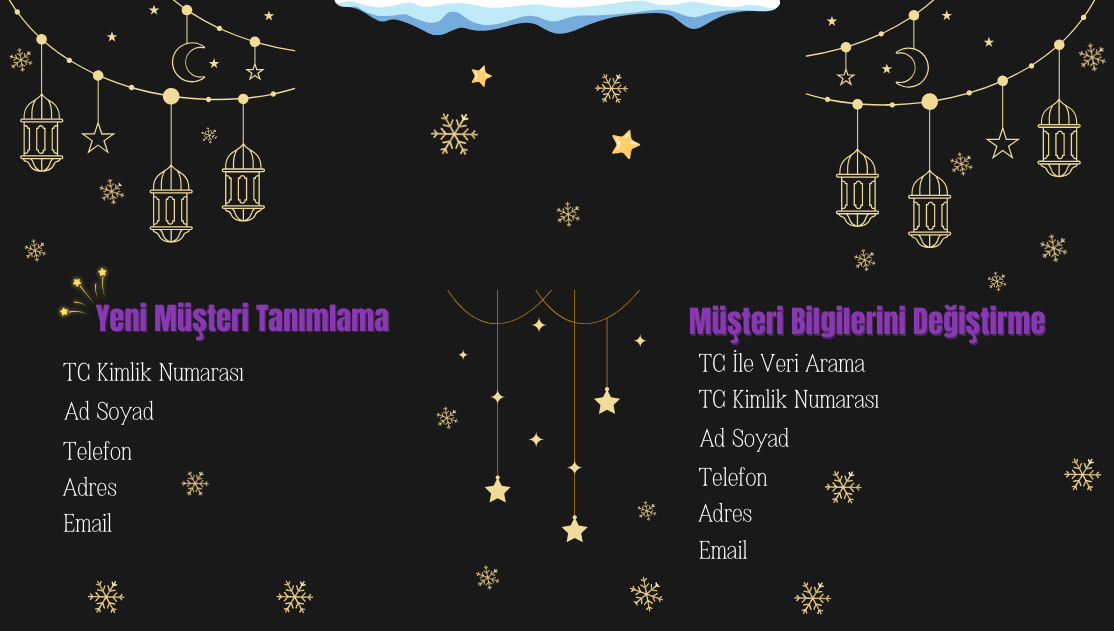 Yeni Müşteri Tanımlama
TC Kimlik Numarası
Ad Soyad
Telefon
Adres
Email
Müşteri Bilgilerini Değiştirme
TC İle Veri Arama
TC Kimlik Numarası
Ad Soyad
Telefon
Adres
Email